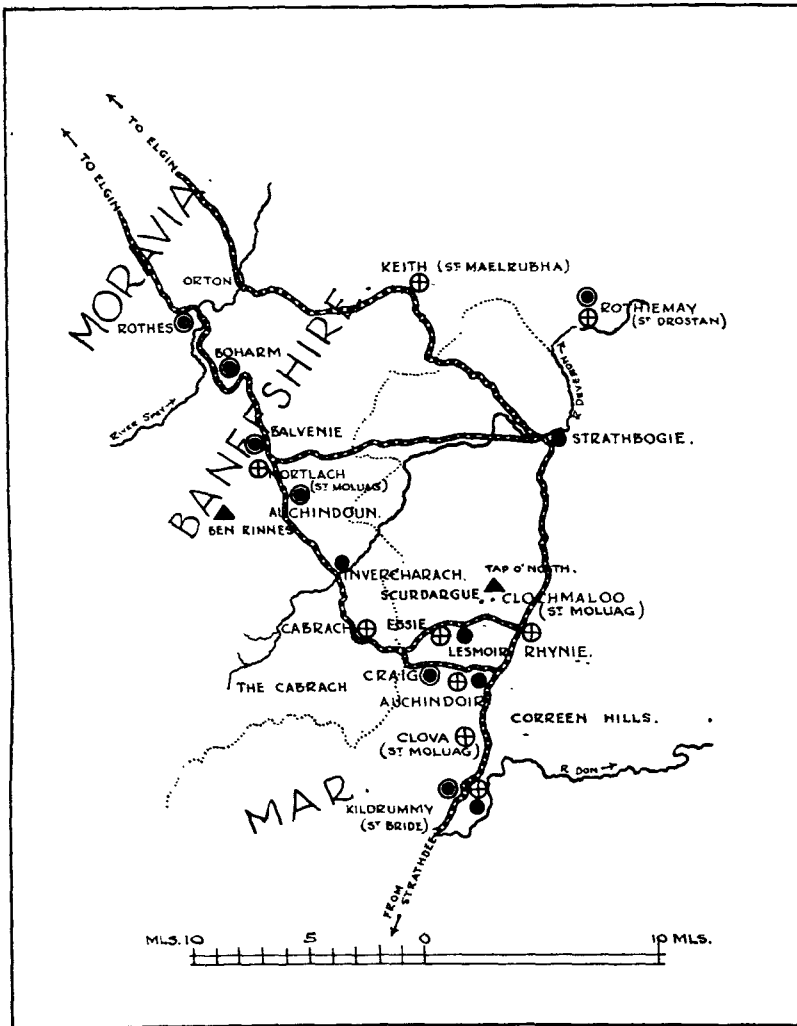 TO ELGIN
TO ELGIN
MORAVIA.
ORTON
KEITH (ST MAELRUBHA)
ROTHES
ROTHIEMAY
(ST DROSTAN)
BOHARM
BANFFSHIRE.
R. DEVERON
RIVER SPEY
BALVENIE
STRATHBOGIE.
MORTLACH
(ST MOLUAG)
AUCHINDOUN.
BEN RINNES
INVERCHARACH.
TAP O' NORTH.
SCURDARGUE
CLOCHMALOO
(ST MOLUAG)
CABRACH
ESSIE
LESMOIR
RHYNIE.
THE CABRACH
CRAIG
AUCHINDOIR
CORREEN HILLS.
CLOVA
(ST MOLUAG)
R. DON
MAR.
KILDRUMMY
(ST BRIDE)
FROM
STRATHDEE
MLS. 10 5 0 10 MLS.